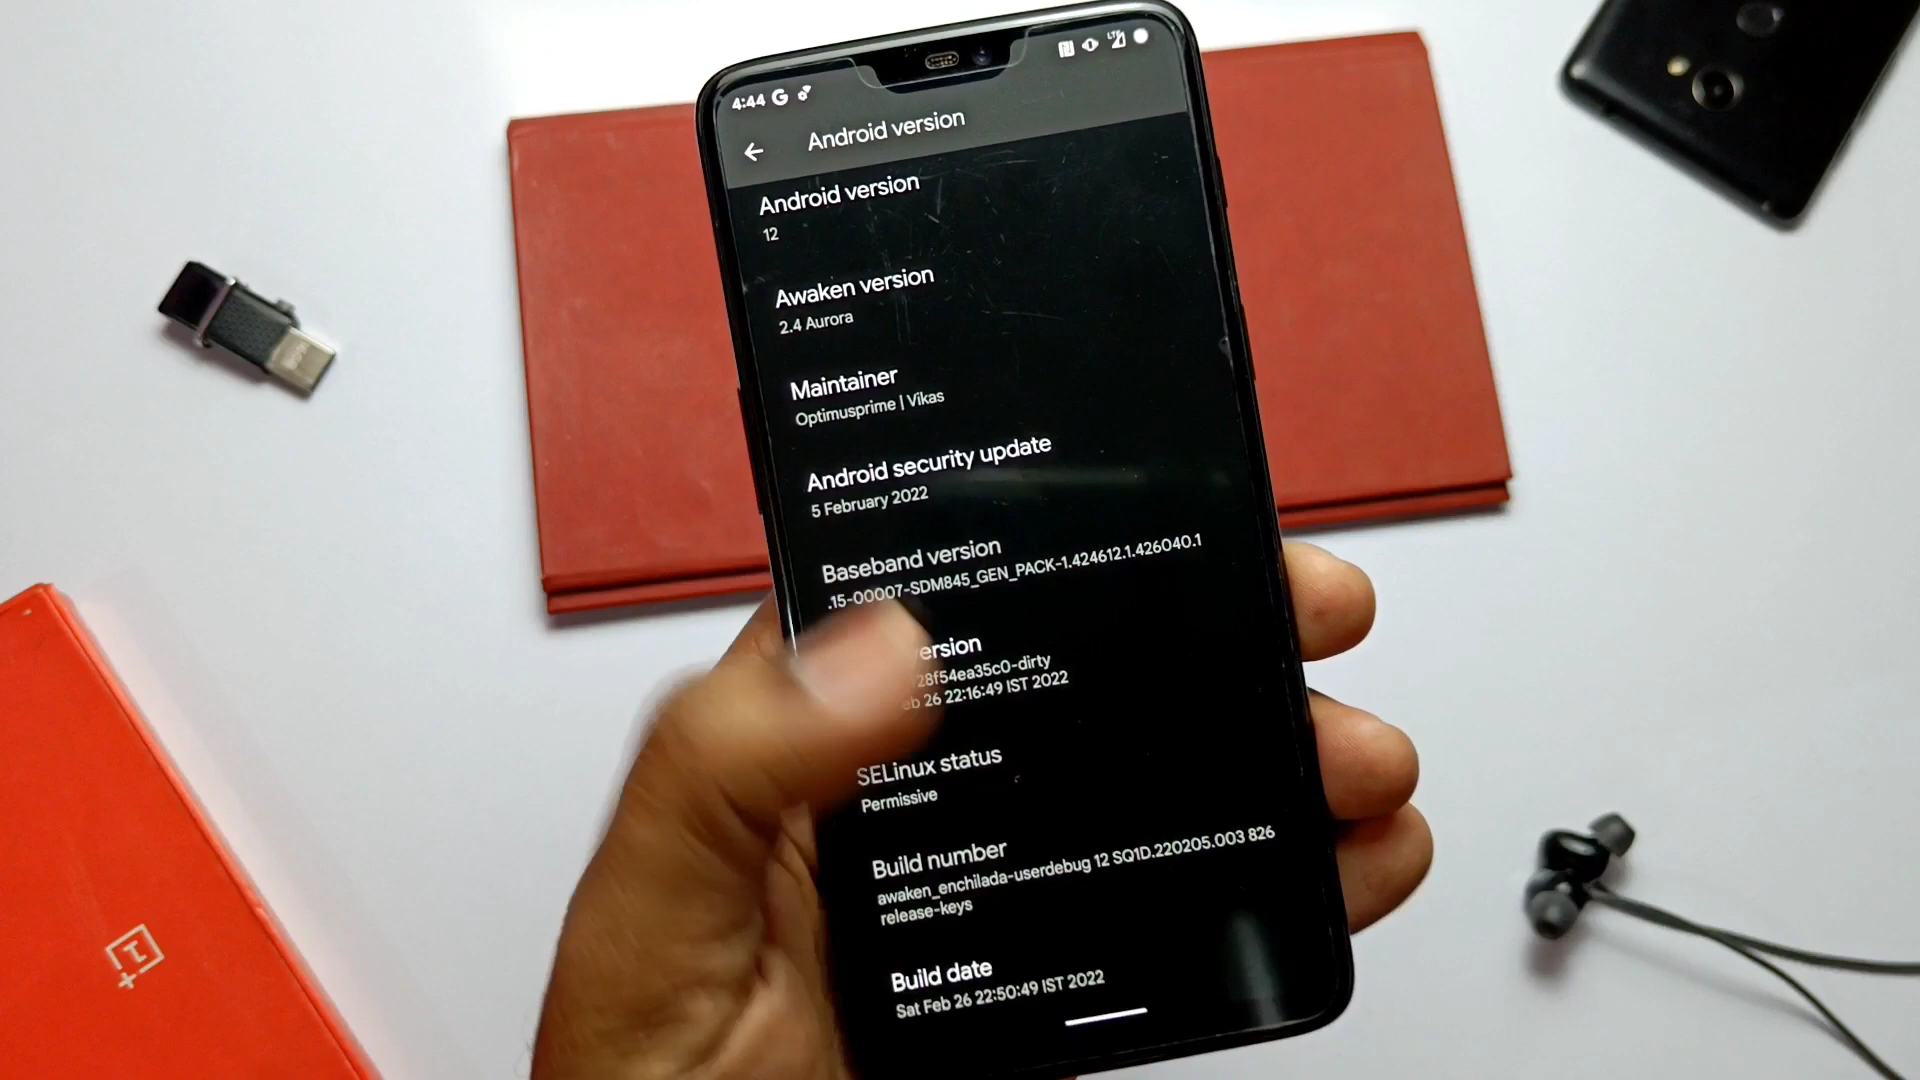 4:44
LTE
Android version
Android version
12
Awaken version
2.4 Aurora
Maintainer
Optimusprime | Vikas
Android security update
5 February 2022
Baseband version
.15-00007-SDM845_GEN_PACK-1.424612.1.426040.1
ersion
28f54ea35c0-dirty
eb 26 22:16:49 IST 2022
SELinux status
Permissive
Build number
awaken_enchilada-userdebug 12 SQ1D.220205.003 826
release-keys
Build date
Sat Feb 26 22:50:49 IST 2022
1+